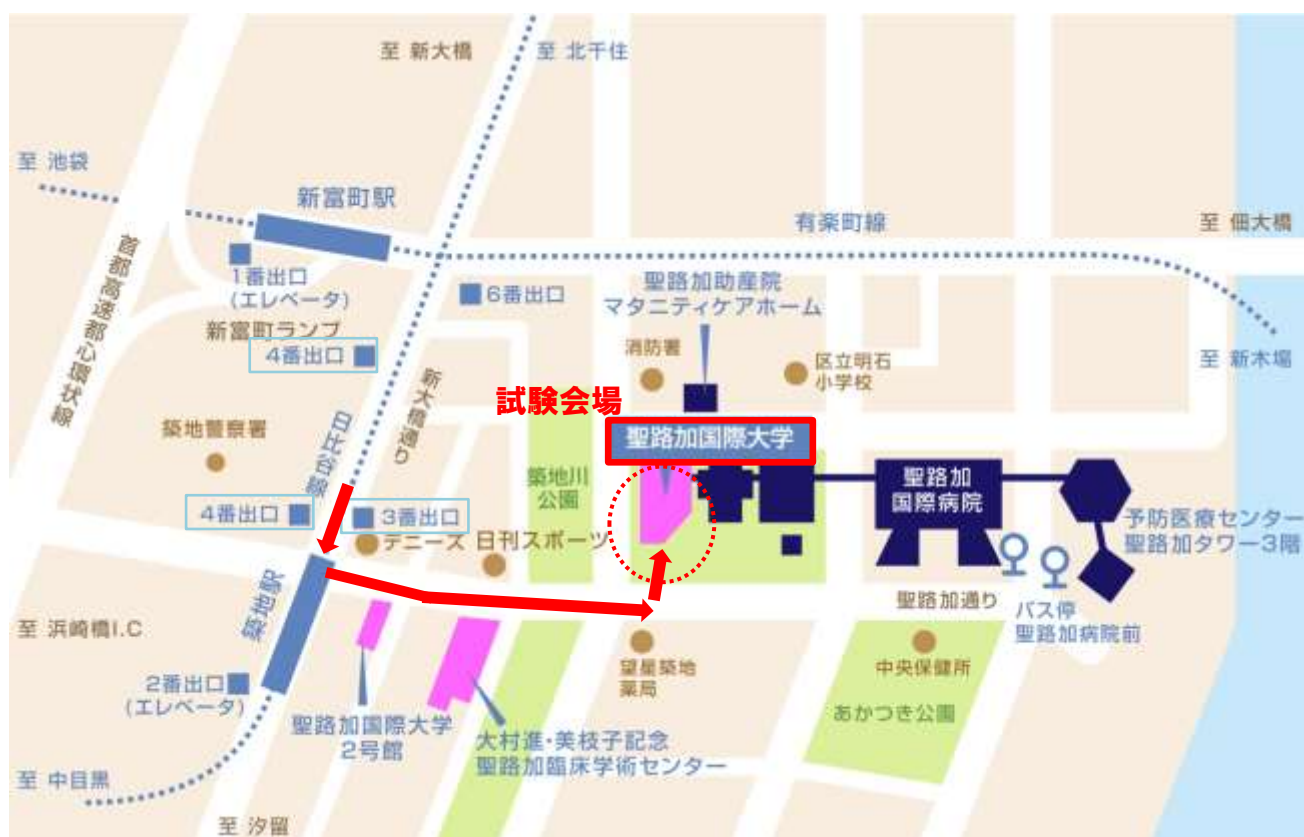 至 新大橋
至 北千住
至 池袋
新富町駅
有楽町線
至 佃大橋
首都高速都心環状線
1番出口
(エレベータ)
6番出口
聖路加助産院
マタニティケアホーム
新富町ランプ
4番出口
消防署
区立明石
小学校
至 新木場
新大橋通り
試験会場
聖路加国際大学
築地警察署
日比谷線
築地川
公園
聖路加
国際病院
4番出口
3番出口
デニーズ
日刊スポーツ
予防医療センター
聖路加タワー3階
築地駅
聖路加通り
バス停
聖路加病院前
至 浜崎橋I.C
望星築地
薬局
中央保健所
2番出口
(エレベータ)
あかつき公園
聖路加国際大学
2号館
大村進・美枝子記念
聖路加臨床学術センター
至 中目黒
至 汐留